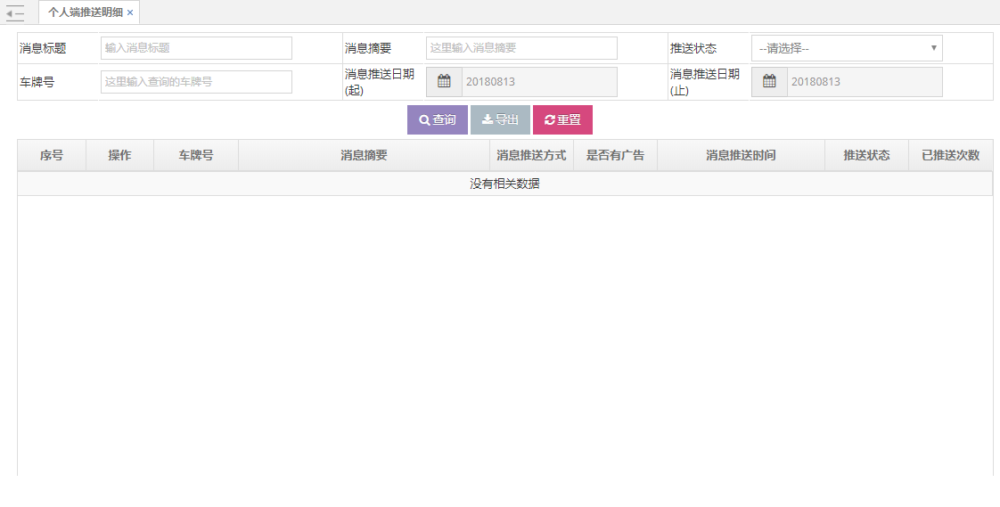 个人端推送明细 ×
消息标题 输入消息标题 消息摘要 这里输入消息摘要 推送状态 --请选择--
车牌号 这里输入查询的车牌号 消息推送日期(起) 20180813 消息推送日期(止) 20180813
查询 导出 重置
序号 操作 车牌号 消息摘要 消息推送方式 是否有广告 消息推送时间 推送状态 已推送次数
没有相关数据